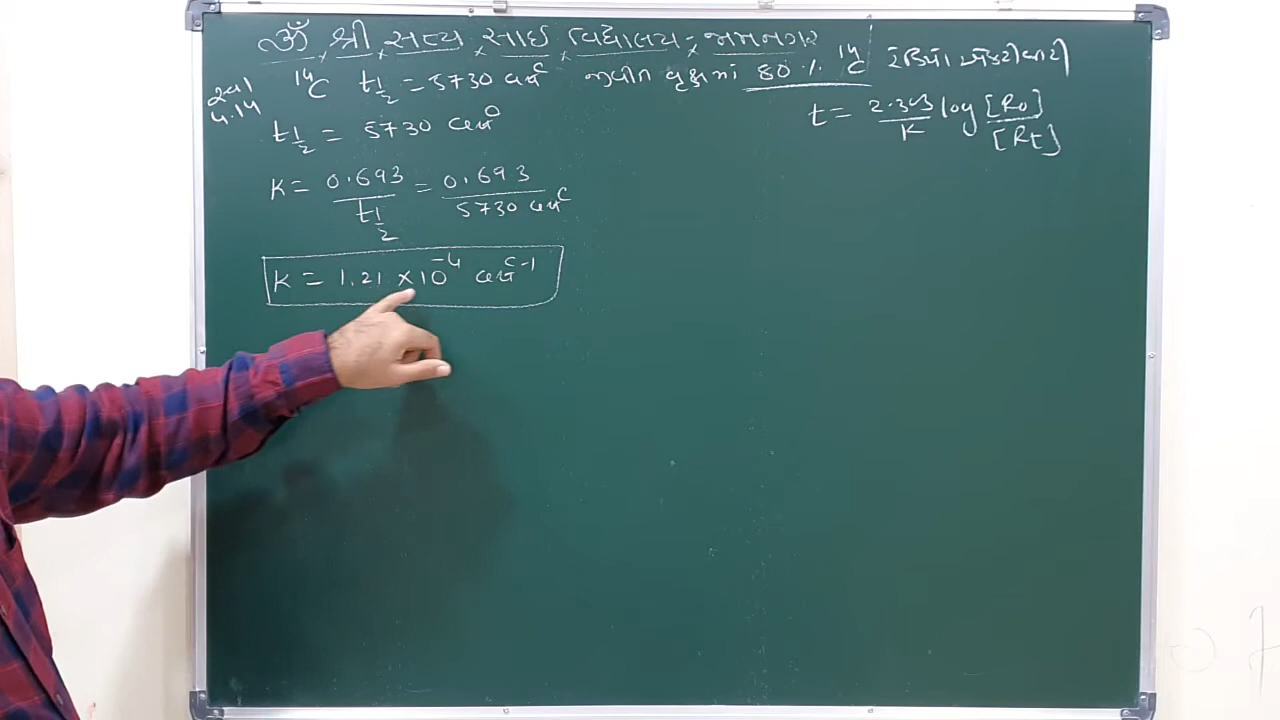 ૐ શ્રી સત્ય સાઇ વિદ્યાલય - જામનગર
સ્વા 4.14
¹⁴C t1/2 = 5730 વર્ષ જીવીત વૃક્ષમાં 80% ¹⁴C
t1/2 = 5730 વર્ષ
t = 2.303/K log [R₀]/[Rt]
K = 0.693/t1/2 = 0.693/5730 વર્ષ
K = 1.21 × 10⁻⁴ વર્ષ⁻¹